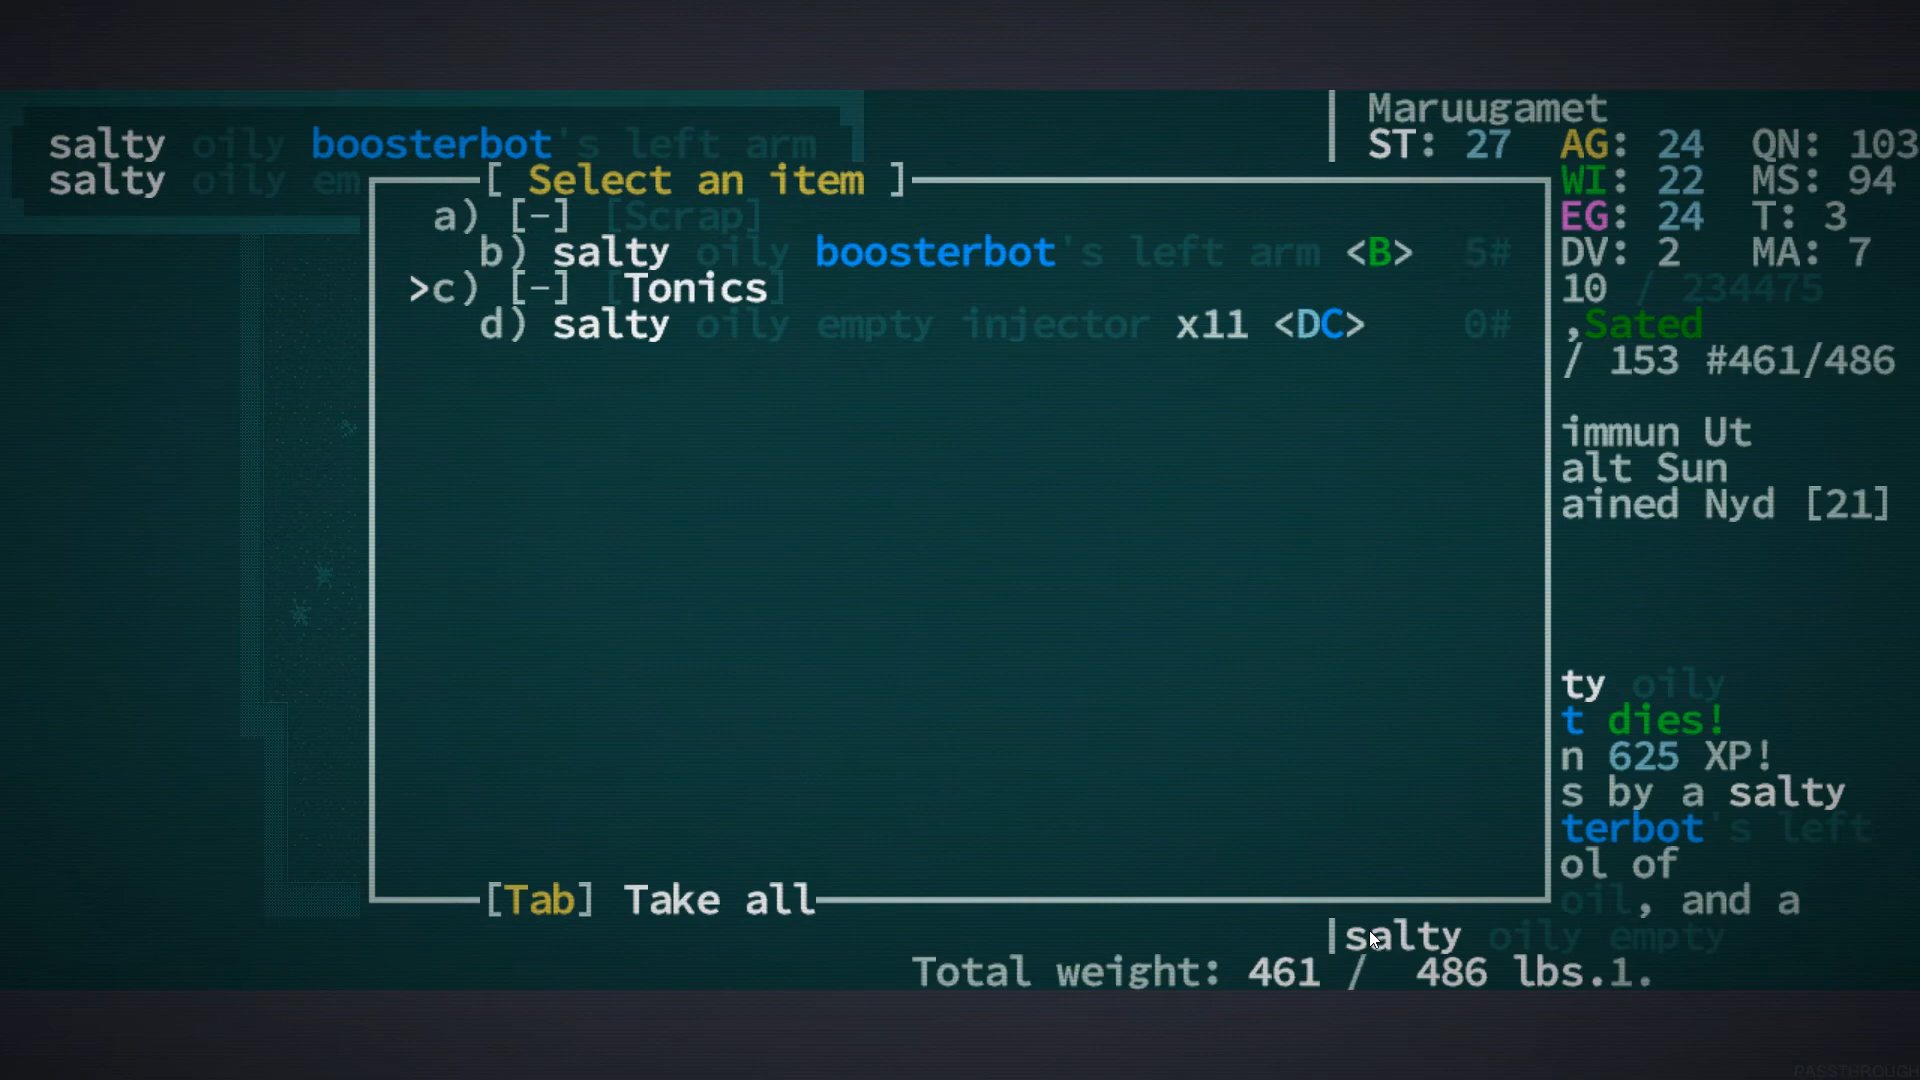 Maruugamet
salty oily boosterbot's left arm
ST: 27 AG: 24 QN: 103
salty oily em
[ Select an item ]
WI: 22 MS: 94
a) [-] [Scrap]
EG: 24 T: 3
b) salty oily boosterbot's left arm <B> 5#
DV: 2 MA: 7
>c) [-] [Tonics]
10 / 234475
d) salty oily empty injector x11 <DC> 0#
,Sated
/ 153 #461/486
immun Ut
alt Sun
ained Nyd [21]
ty oily
t dies!
n 625 XP!
s by a salty
terbot's left
ol of
[Tab] Take all
oil, and a
salty oily empty
Total weight: 461 / 486 lbs.1.
PASSTHROUGH